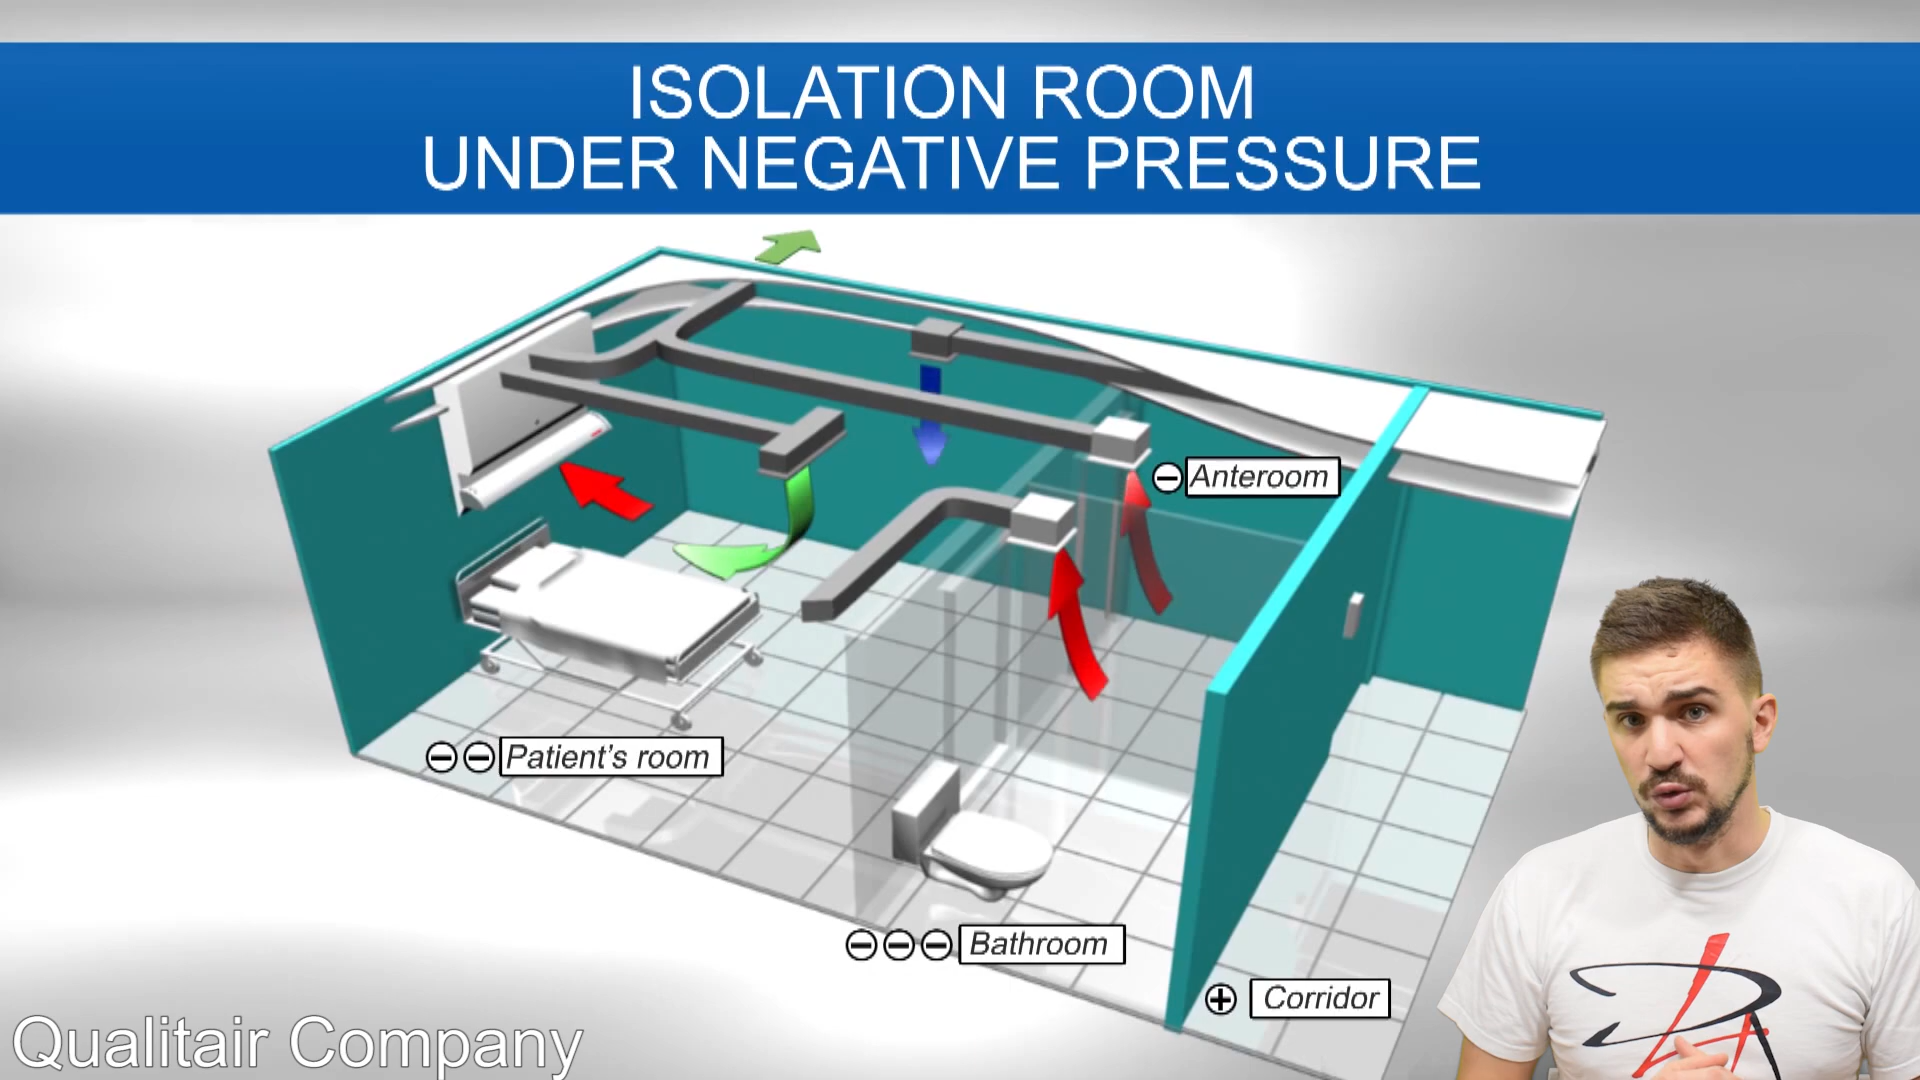 ISOLATION ROOM
UNDER NEGATIVE PRESSURE
⊖ Anteroom
⊖⊖ Patient's room
⊖⊖⊖ Bathroom
⊕ Corridor
Qualitair Company